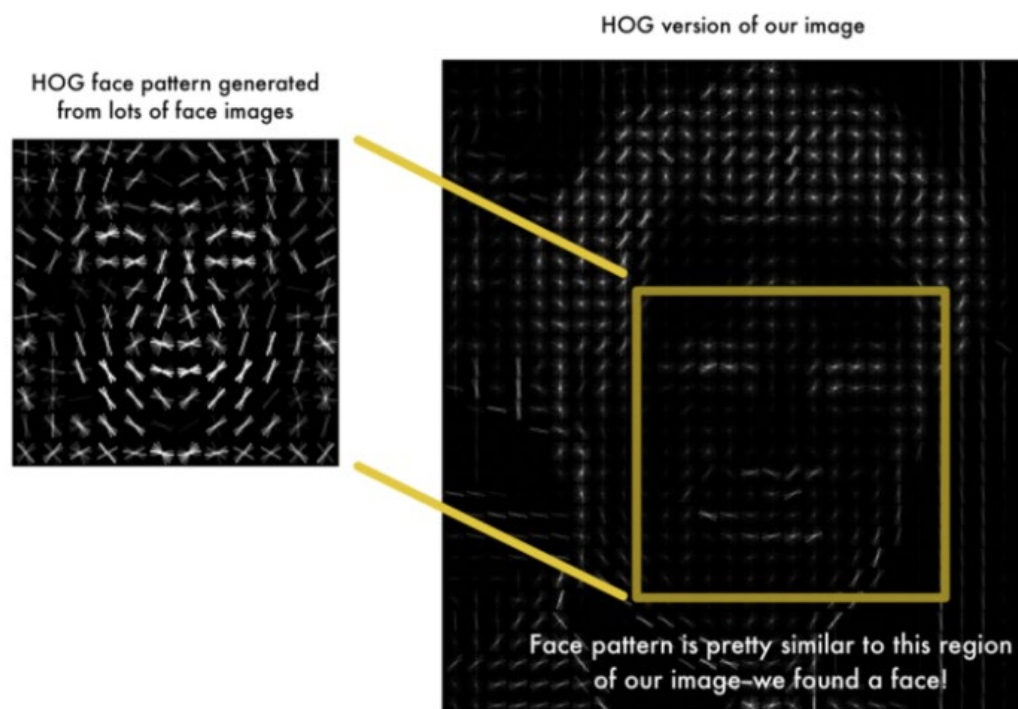 HOG version of our image
HOG face pattern generated
from lots of face images
Face pattern is pretty similar to this region
of our image–we found a face!